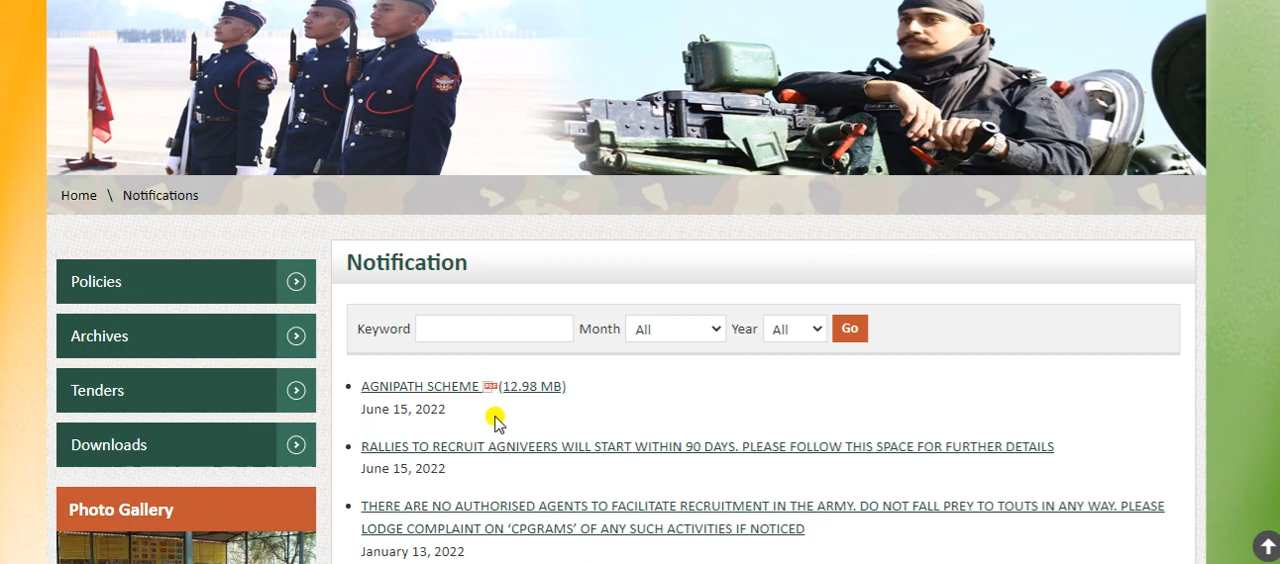 Home \ Notifications
Policies
Archives
Tenders
Downloads
Photo Gallery
Notification
Keyword Month All Year All Go
AGNIPATH SCHEME PDF (12.98 MB)
June 15, 2022
RALLIES TO RECRUIT AGNIVEERS WILL START WITHIN 90 DAYS. PLEASE FOLLOW THIS SPACE FOR FURTHER DETAILS
June 15, 2022
THERE ARE NO AUTHORISED AGENTS TO FACILITATE RECRUITMENT IN THE ARMY. DO NOT FALL PREY TO TOUTS IN ANY WAY. PLEASE
LODGE COMPLAINT ON ‘CPGRAMS’ OF ANY SUCH ACTIVITIES IF NOTICED
January 13, 2022